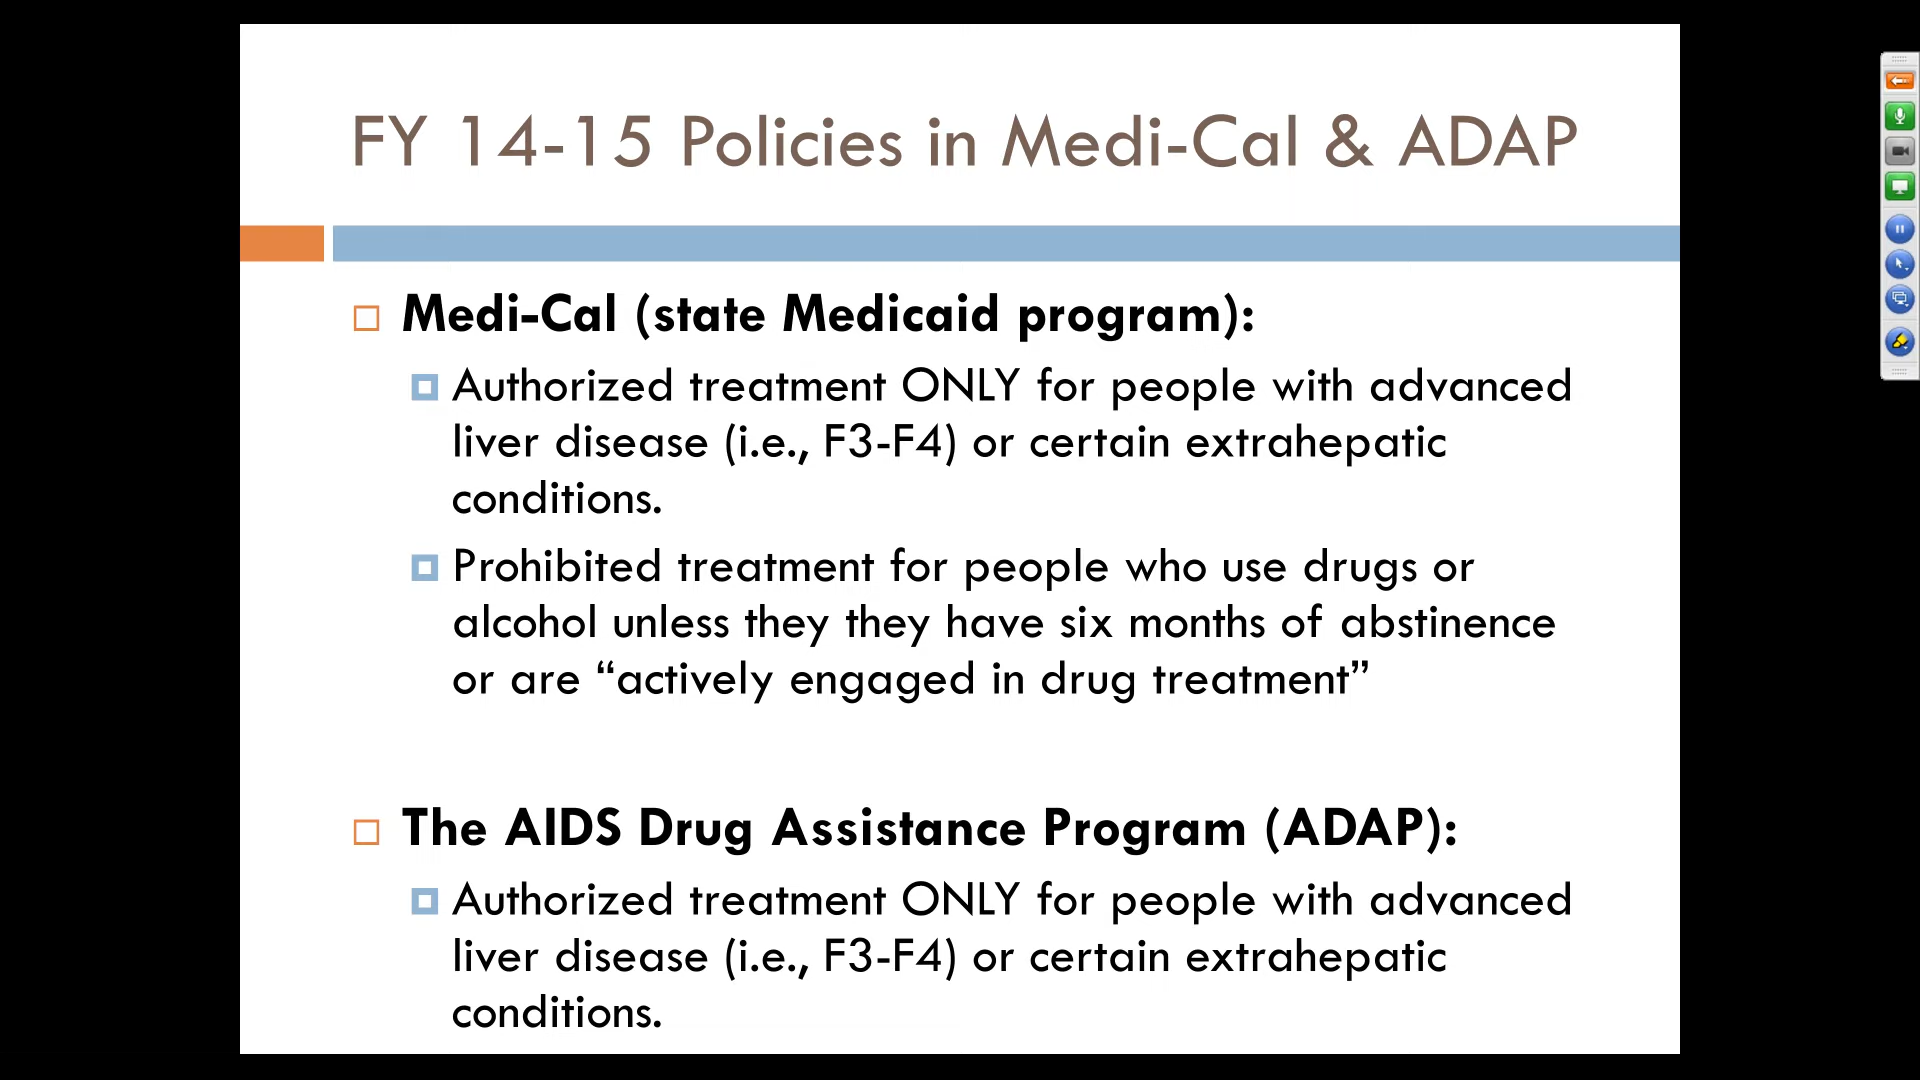 FY 14-15 Policies in Medi-Cal & ADAP
Medi-Cal (state Medicaid program):
Authorized treatment ONLY for people with advanced
liver disease (i.e., F3-F4) or certain extrahepatic
conditions.
Prohibited treatment for people who use drugs or
alcohol unless they they have six months of abstinence
or are “actively engaged in drug treatment”
The AIDS Drug Assistance Program (ADAP):
Authorized treatment ONLY for people with advanced
liver disease (i.e., F3-F4) or certain extrahepatic
conditions.